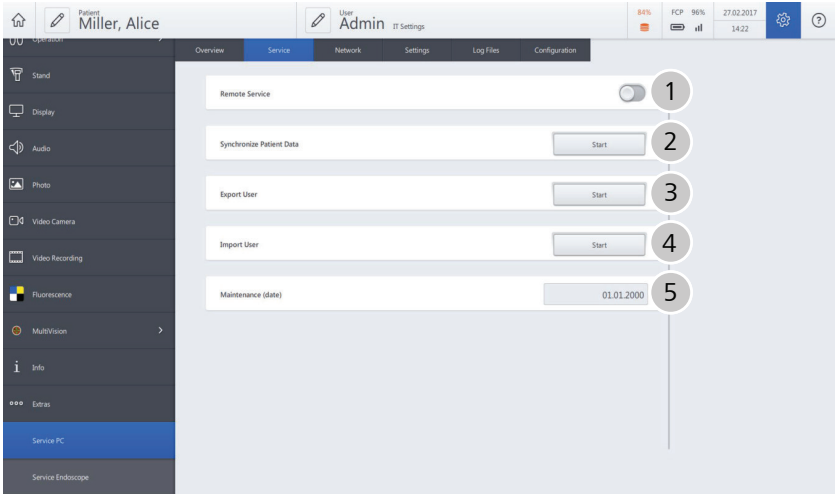 Patient
Miller, Alice
User
Admin IT Settings
84%
FCP 96%
27.02.2017
14:22
Operation
Overview Service Network Settings Log Files Configuration
Stand
Display
Audio
Photo
Video Camera
Video Recording
Fluorescence
MultiVision
Info
Extras
Service PC
Service Endoscope
Remote Service 1
Synchronize Patient Data Start 2
Export User Start 3
Import User Start 4
Maintenance (date) 01.01.2000 5